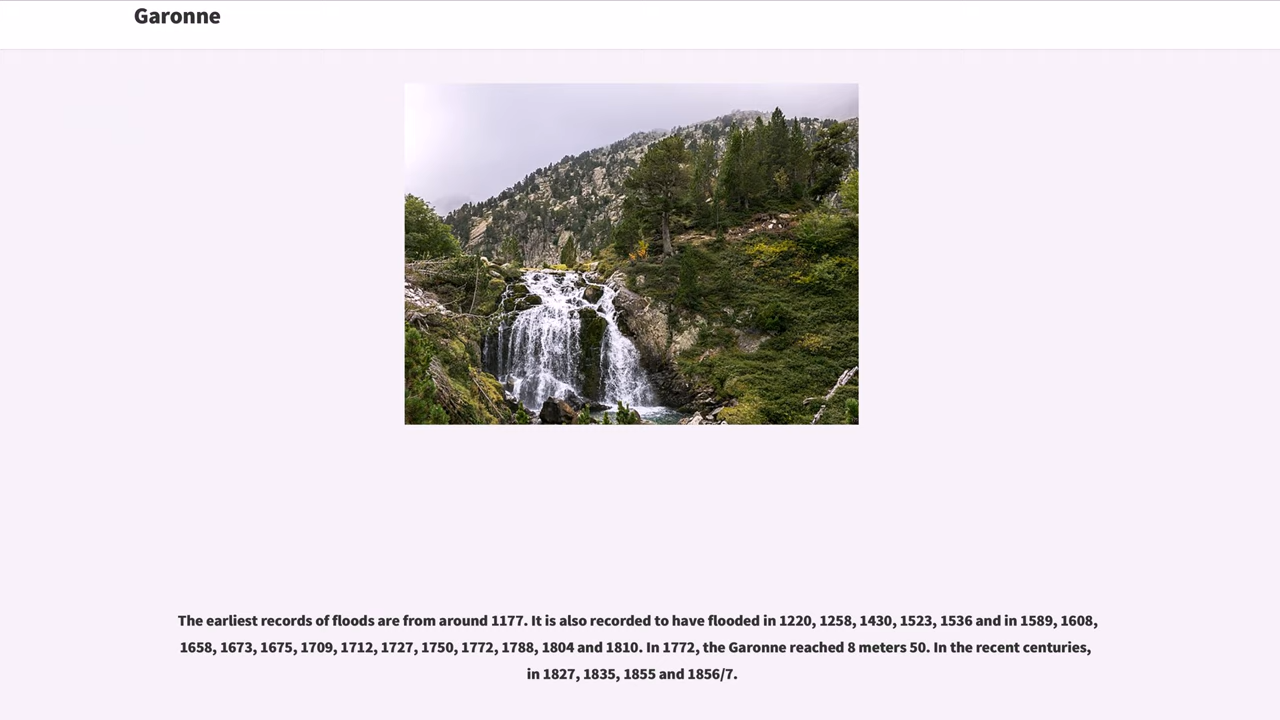 Garonne
The earliest records of floods are from around 1177. It is also recorded to have flooded in 1220, 1258, 1430, 1523, 1536 and in 1589, 1608,
1658, 1673, 1675, 1709, 1712, 1727, 1750, 1772, 1788, 1804 and 1810. In 1772, the Garonne reached 8 meters 50. In the recent centuries,
in 1827, 1835, 1855 and 1856/7.